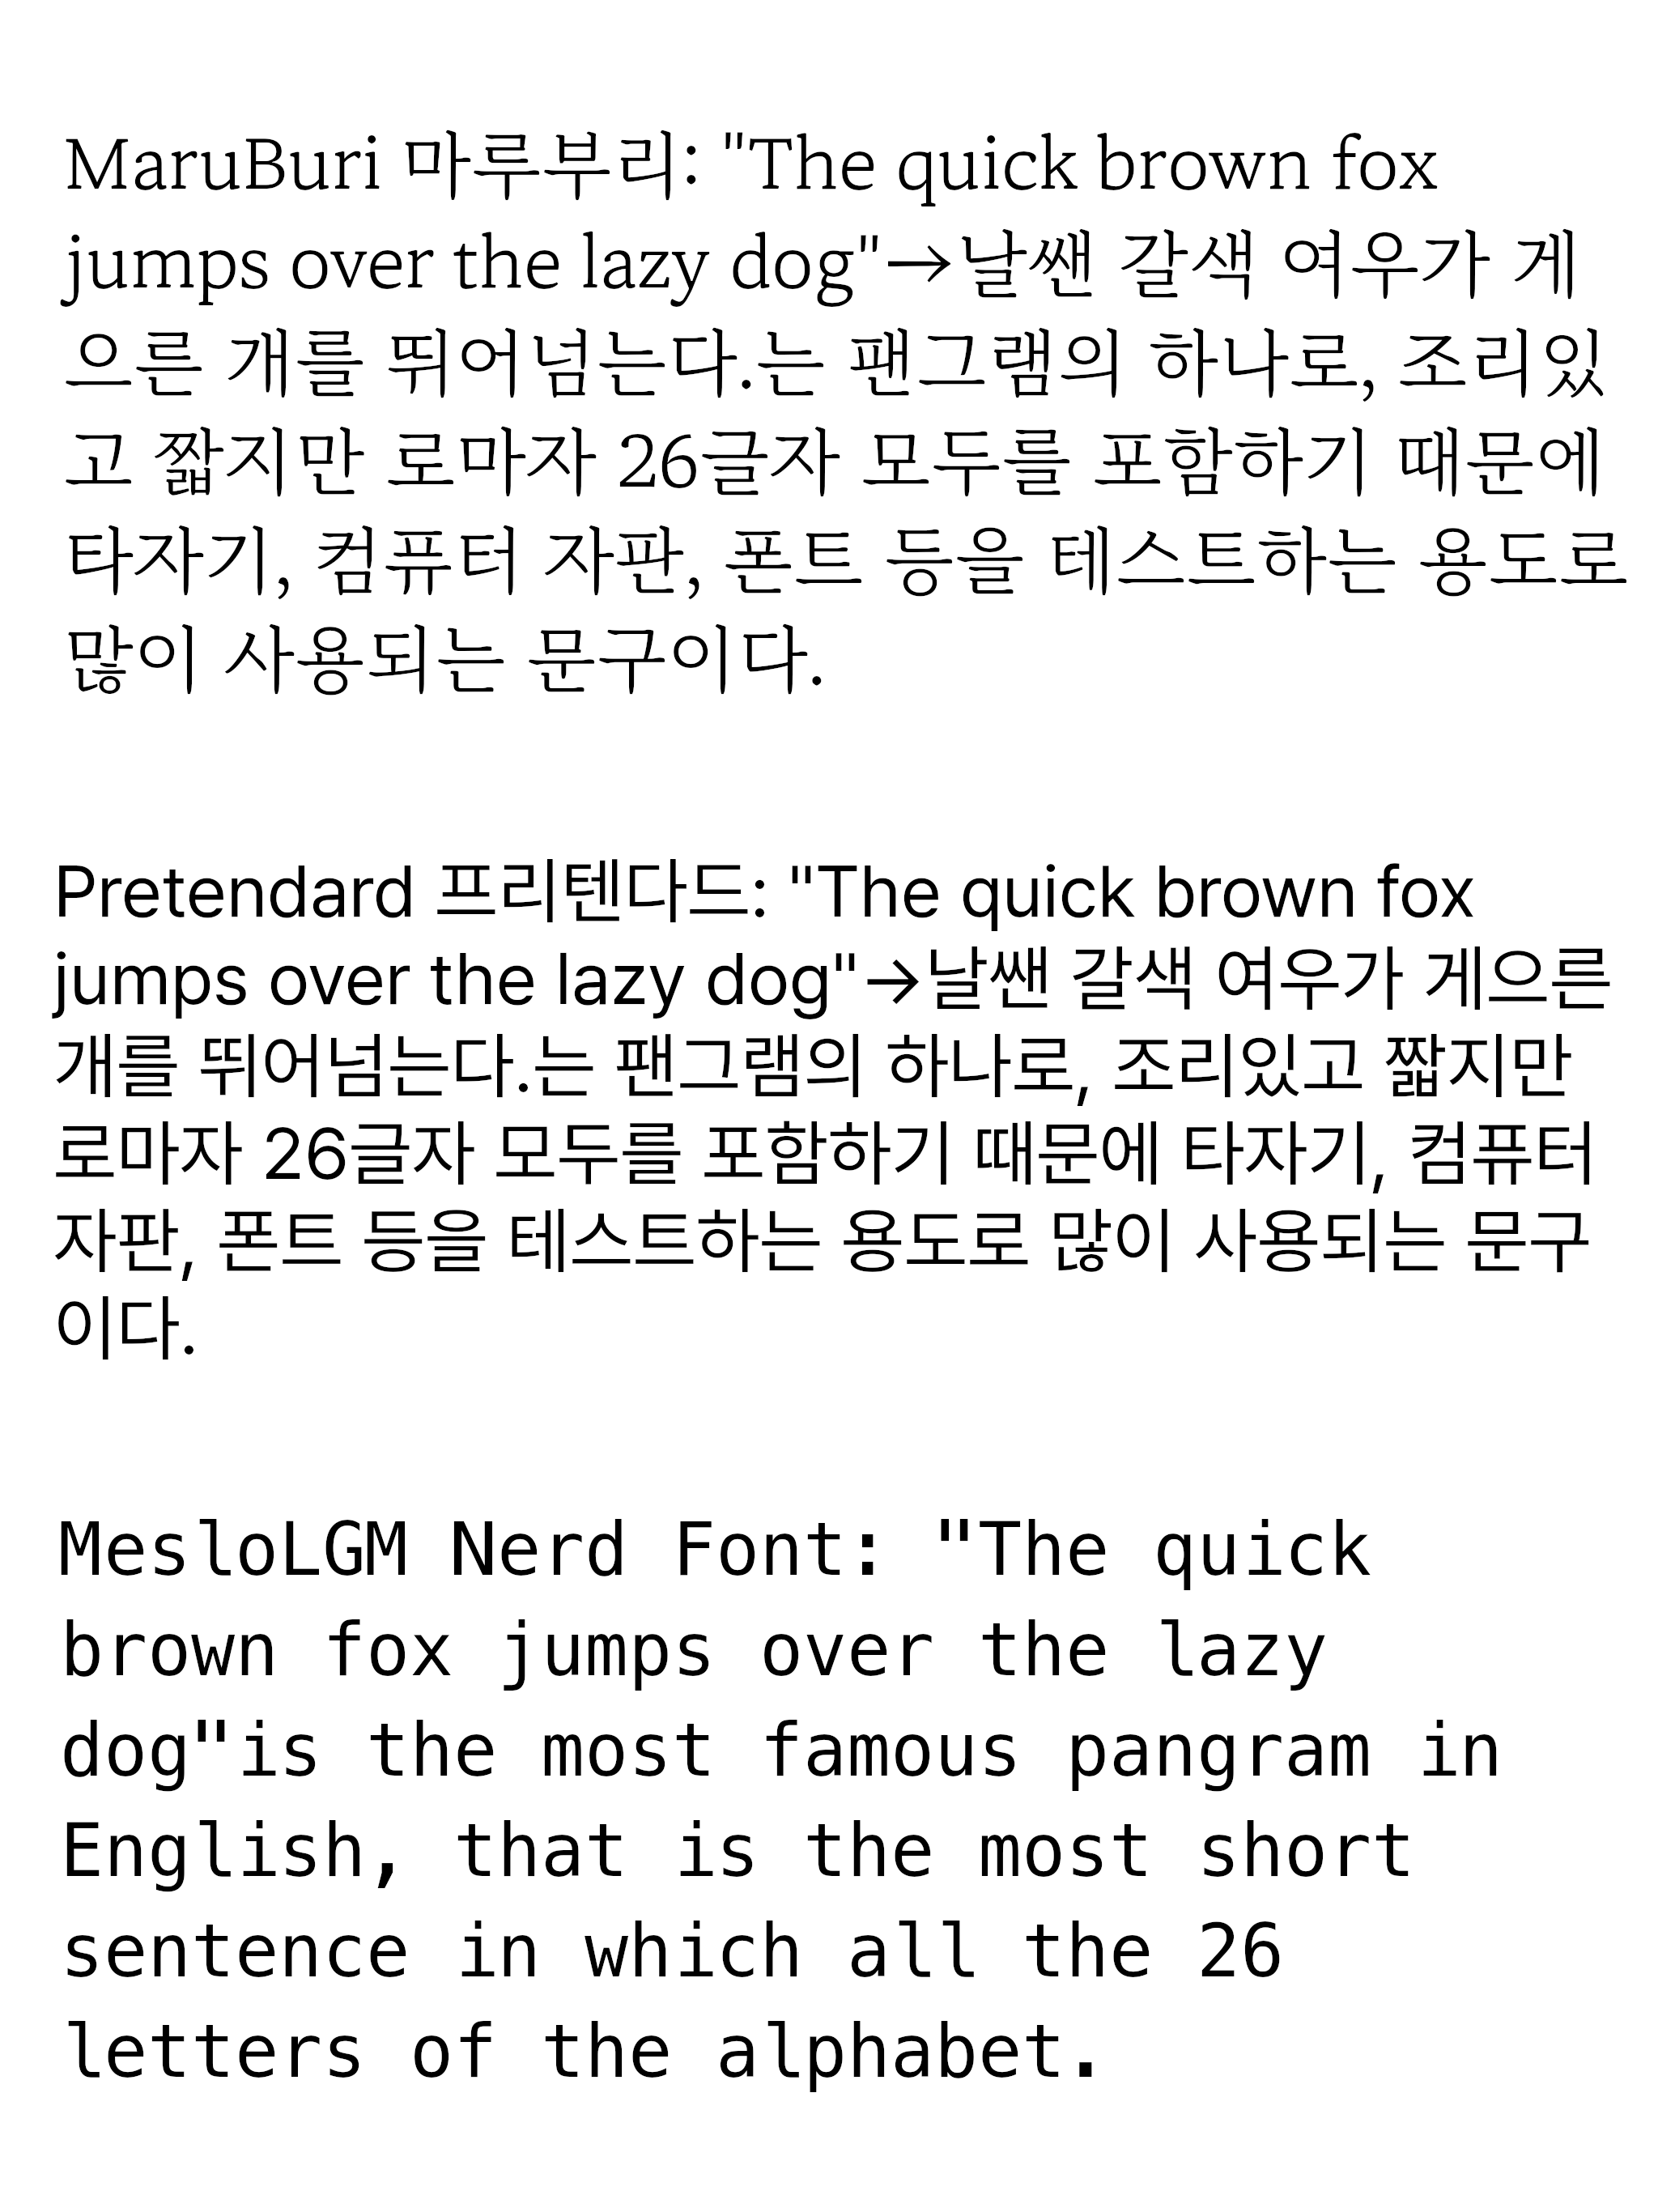 MaruBuri 마루부리: "The quick brown fox
jumps over the lazy dog"→날쌘 갈색 여우가 게
으른 개를 뛰어넘는다.는 팬그램의 하나로, 조리있
고 짧지만 로마자 26글자 모두를 포함하기 때문에
타자기, 컴퓨터 자판, 폰트 등을 테스트하는 용도로
많이 사용되는 문구이다.
Pretendard 프리텐다드: "The quick brown fox
jumps over the lazy dog"→날쌘 갈색 여우가 게으른
개를 뛰어넘는다.는 팬그램의 하나로, 조리있고 짧지만
로마자 26글자 모두를 포함하기 때문에 타자기, 컴퓨터
자판, 폰트 등을 테스트하는 용도로 많이 사용되는 문구
이다.
MesloLGM Nerd Font: "The quick
brown fox jumps over the lazy
dog"is the most famous pangram in
English, that is the most short
sentence in which all the 26
letters of the alphabet.